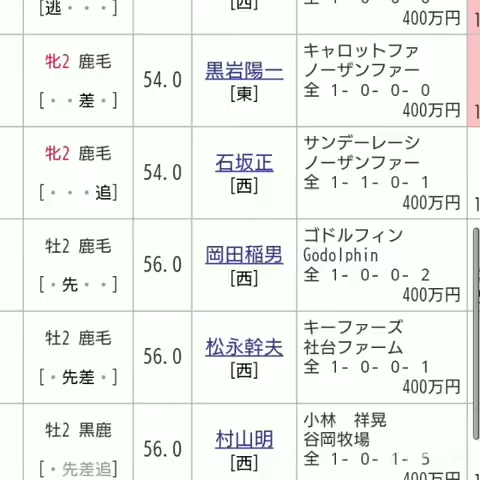 [逃・・・]
[西]
400万円
牝2 鹿毛
[・・差・]
54.0
黒岩陽一
[東]
キャロットファ
ノーザンファー
全 1- 0- 0- 0
400万円
牝2 鹿毛
[・・・追]
54.0
石坂正
[西]
サンデーレーシ
ノーザンファー
全 1- 1- 0- 1
400万円
牡2 鹿毛
[・先・・]
56.0
岡田稲男
[西]
ゴドルフィン
Godolphin
全 1- 0- 0- 2
400万円
牡2 鹿毛
[・先差・]
56.0
松永幹夫
[西]
キーファーズ
社台ファーム
全 1- 0- 0- 1
400万円
牡2 黒鹿
[・先差追]
56.0
村山明
[西]
小林　祥晃
谷岡牧場
全 1- 0- 1- 5
400万円